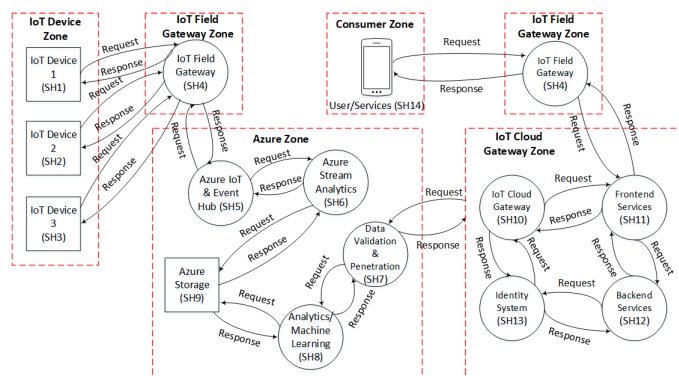 IoT Device
Zone
IoT Device
1
(SH1)
IoT Device
2
(SH2)
IoT Device
3
(SH3)
Request
Response
Request
Response
Request
Response
IoT Field
Gateway Zone
IoT Field
Gateway
(SH4)
Request
Response
Consumer Zone
User/Services (SH14)
Request
Response
IoT Field
Gateway Zone
IoT Field
Gateway
(SH4)
Request
Response
Azure Zone
Azure IoT
& Event
Hub (SH5)
Request
Response
Azure
Stream
Analytics
(SH6)
Request
Response
Data
Validation &
Penetration
(SH7)
Request
Response
Azure
Storage
(SH9)
Request
Response
Analytics/
Machine
Learning
(SH8)
Request
Response
IoT Cloud
Gateway Zone
IoT Cloud
Gateway
(SH10)
Request
Response
Frontend
Services
(SH11)
Response
Request
Request
Response
Identity
System
(SH13)
Request
Response
Backend
Services
(SH12)